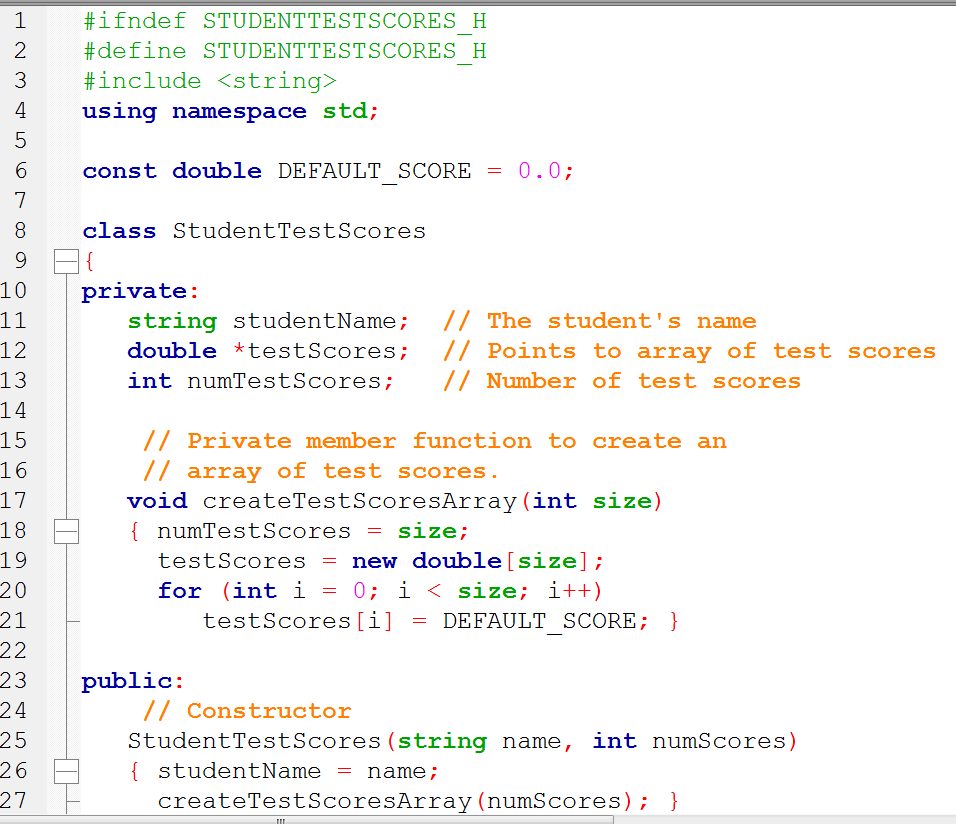 1 #ifndef STUDENTTESTSCORES_H
2 #define STUDENTTESTSCORES_H
3 #include <string>
4 using namespace std;
5
6 const double DEFAULT_SCORE = 0.0;
7
8 class StudentTestScores
9 {
10 private:
11 string studentName; // The student's name
12 double *testScores; // Points to array of test scores
13 int numTestScores; // Number of test scores
14
15 // Private member function to create an
16 // array of test scores.
17 void createTestScoresArray(int size)
18 { numTestScores = size;
19 testScores = new double[size];
20 for (int i = 0; i < size; i++)
21 testScores[i] = DEFAULT_SCORE; }
22
23 public:
24 // Constructor
25 StudentTestScores(string name, int numScores)
26 { studentName = name;
27 createTestScoresArray(numScores); }